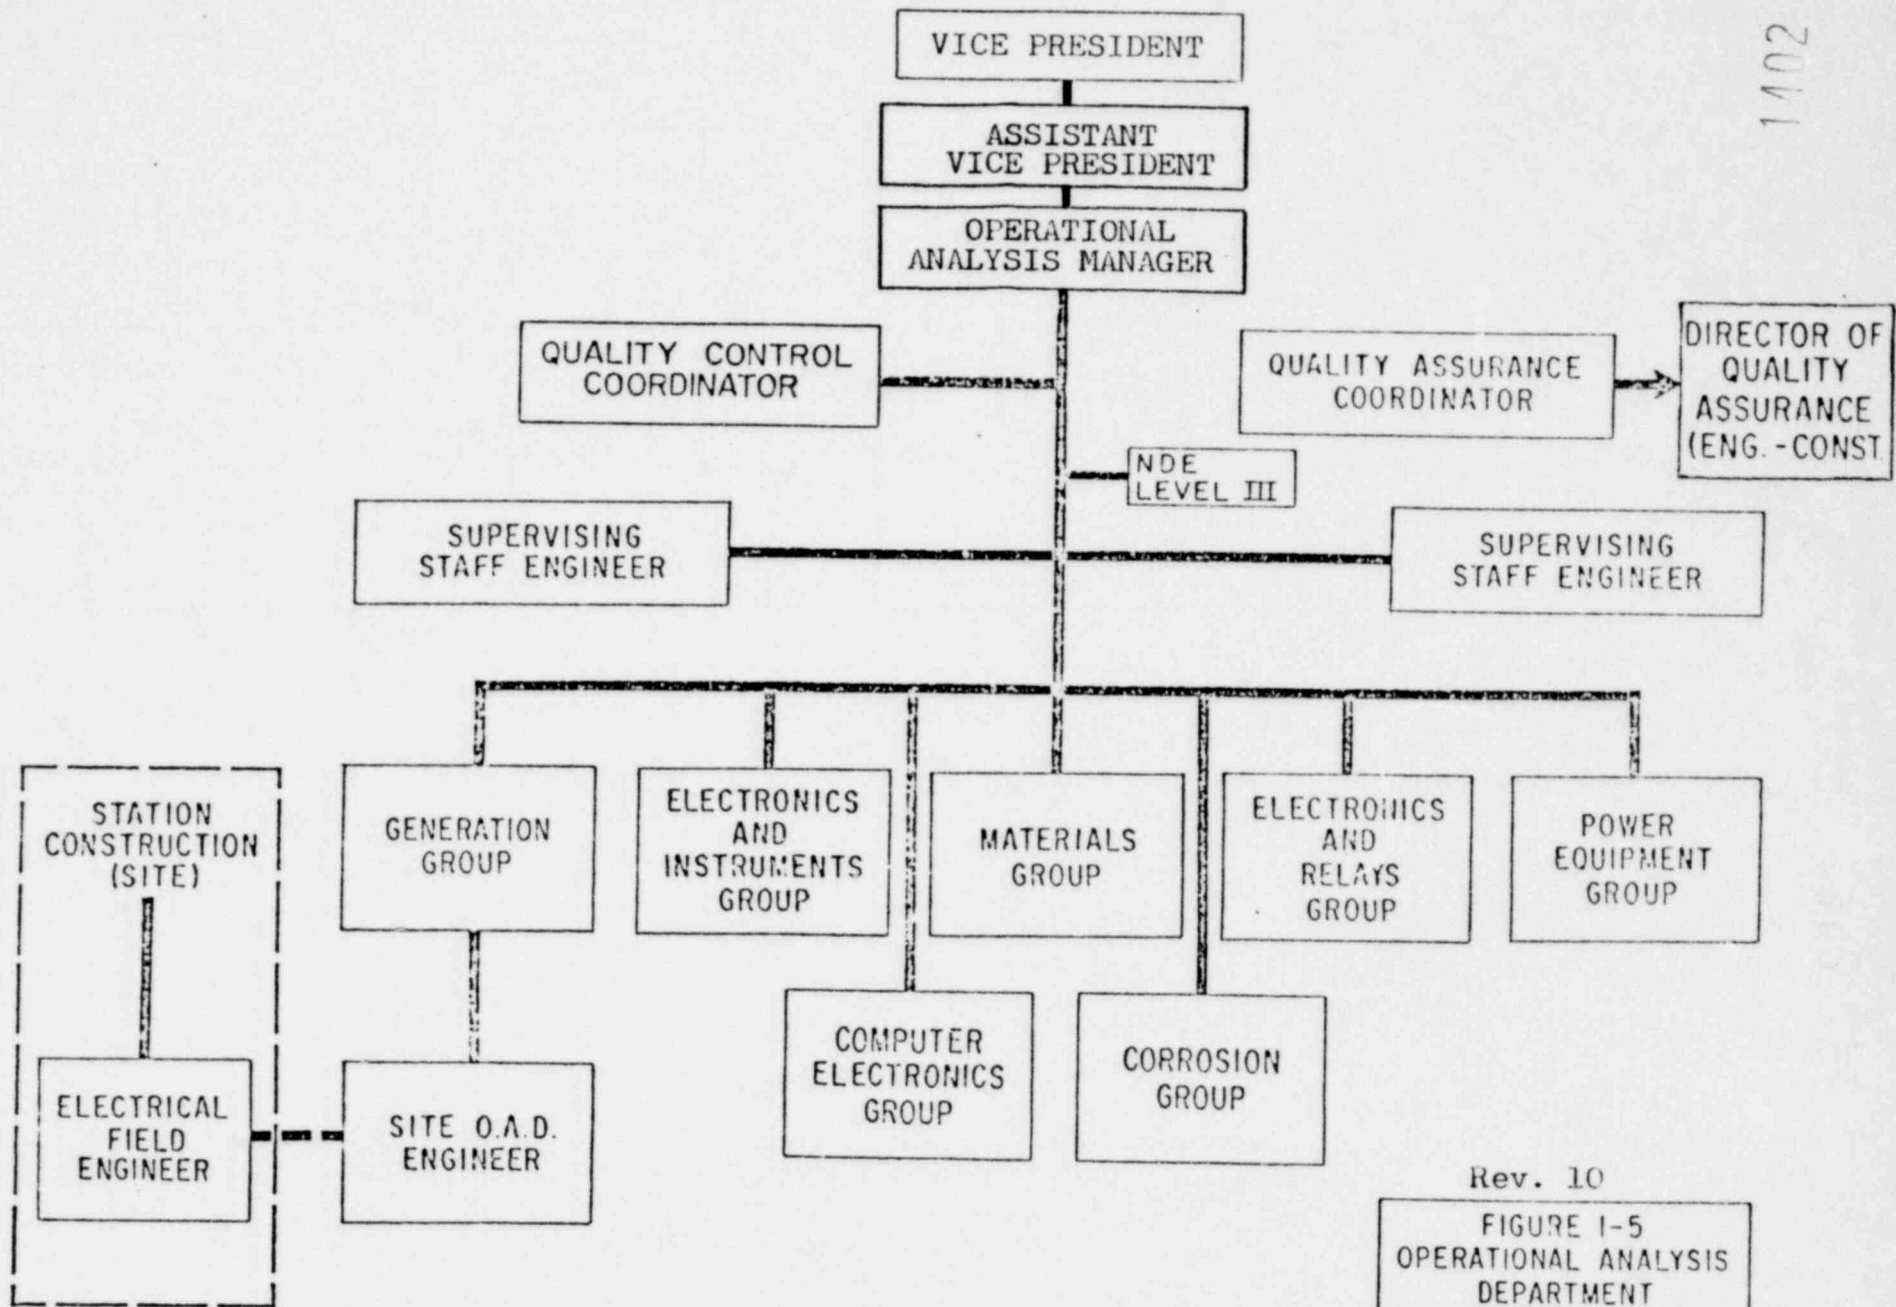 1402
VICE PRESIDENT
ASSISTANT
VICE PRESIDENT
OPERATIONAL
ANALYSIS MANAGER
QUALITY CONTROL
COORDINATOR
QUALITY ASSURANCE
COORDINATOR
DIRECTOR OF
QUALITY
ASSURANCE
(ENG.-CONST.
NDE
LEVEL III
SUPERVISING
STAFF ENGINEER
SUPERVISING
STAFF ENGINEER
STATION
CONSTRUCTION
(SITE)
GENERATION
GROUP
ELECTRONICS
AND
INSTRUMENTS
GROUP
MATERIALS
GROUP
ELECTRONICS
AND
RELAYS
GROUP
POWER
EQUIPMENT
GROUP
COMPUTER
ELECTRONICS
GROUP
CORROSION
GROUP
ELECTRICAL
FIELD
ENGINEER
SITE O.A.D.
ENGINEER
Rev. 10
FIGURE 1-5
OPERATIONAL ANALYSIS
DEPARTMENT